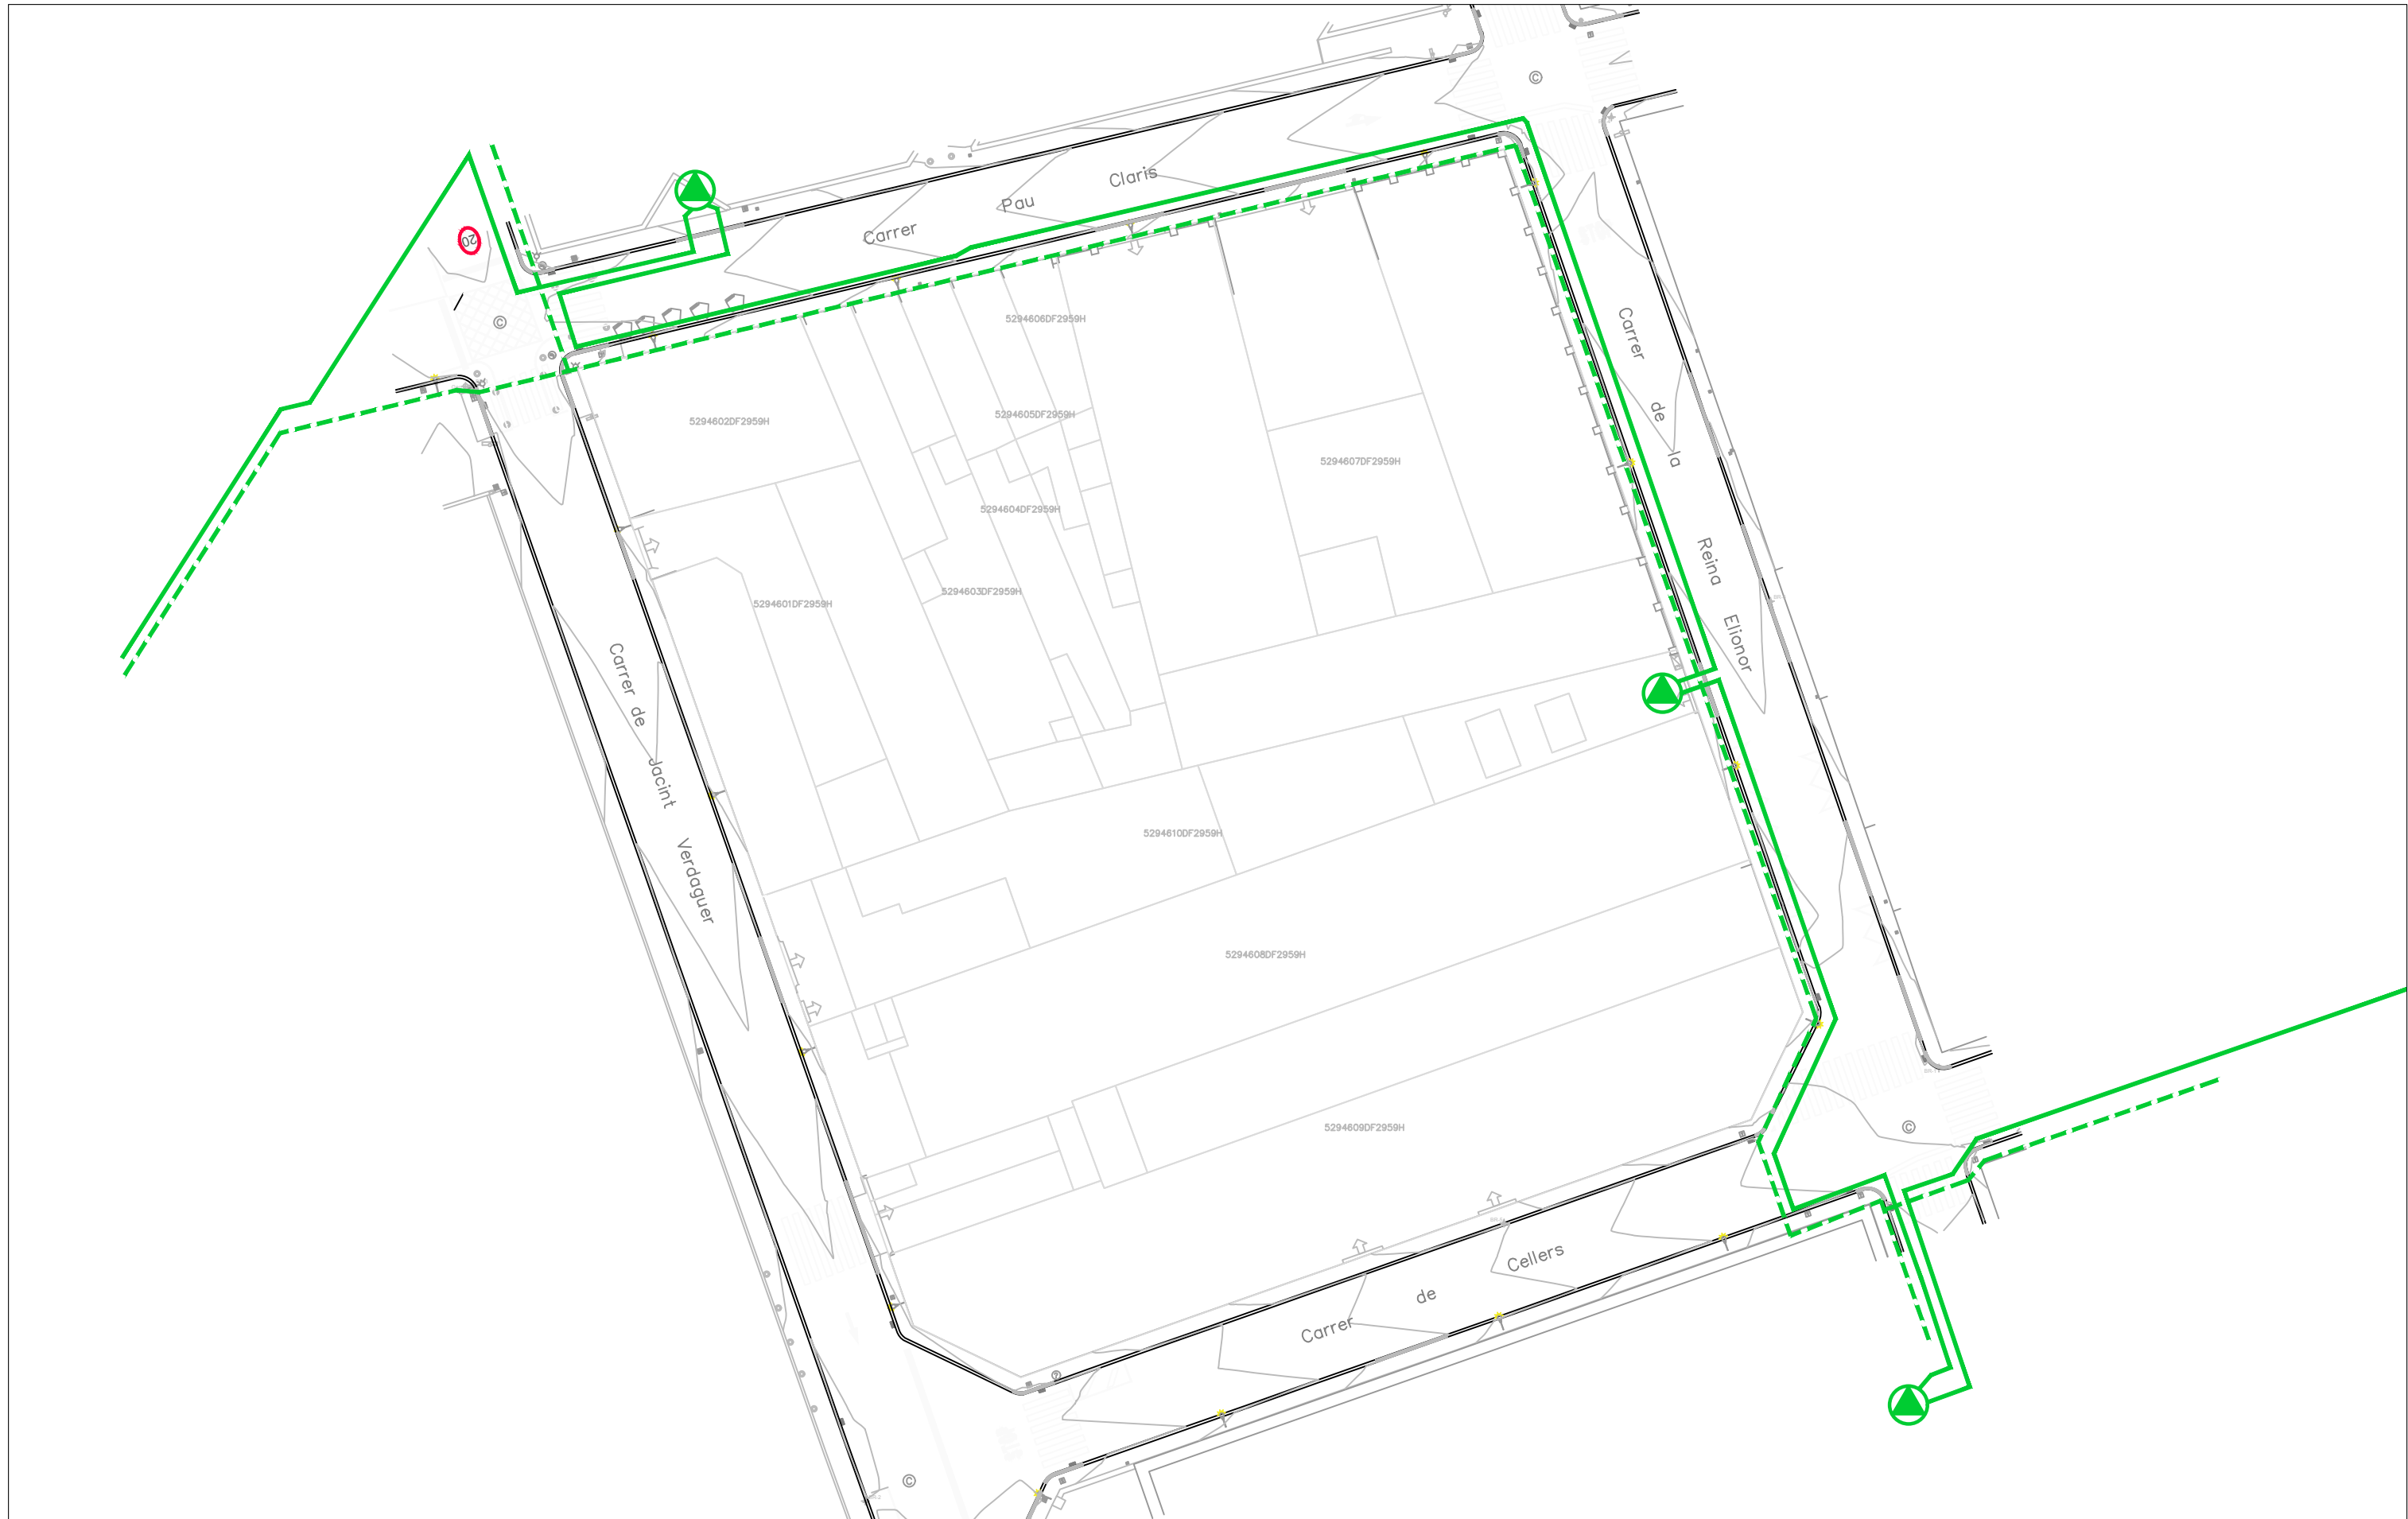 Carrer Pau Claris
20
©
©
5294606DF2959H
5294605DF2959H
5294602DF2959H
5294607DF2959H
5294604DF2959H
5294603DF2959H
5294601DF2959H
Carrer de la Reina Elionor
Carrer de Jacint Verdaguer
5294610DF2959H
5294608DF2959H
5294609DF2959H
©
Carrer de Cellers
©